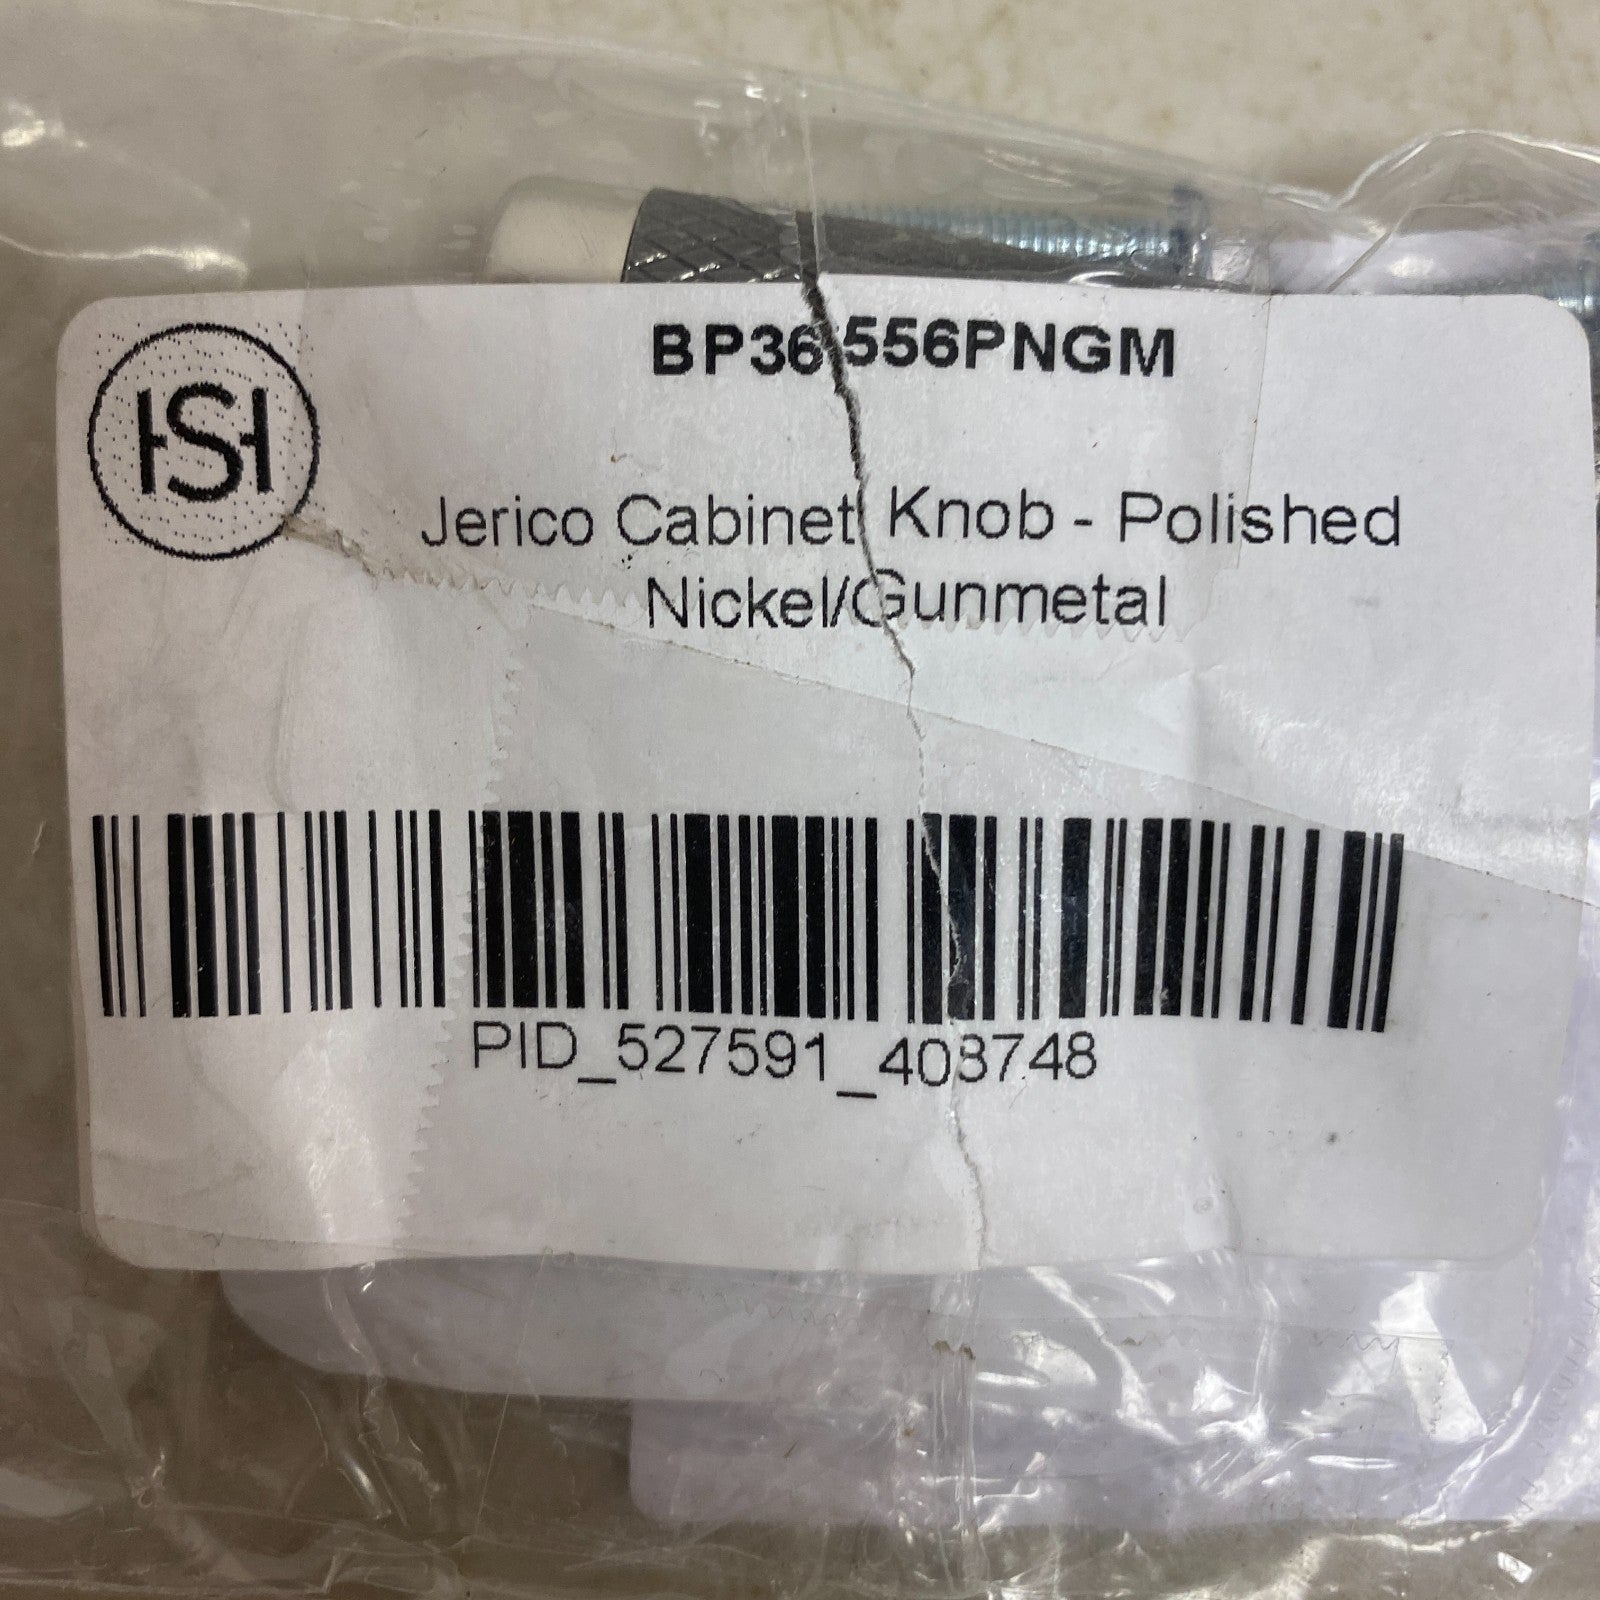 HSH
BP36556PNGM
Jerico Cabinet Knob - Polished
Nickel/Gunmetal
PID_527591_408748